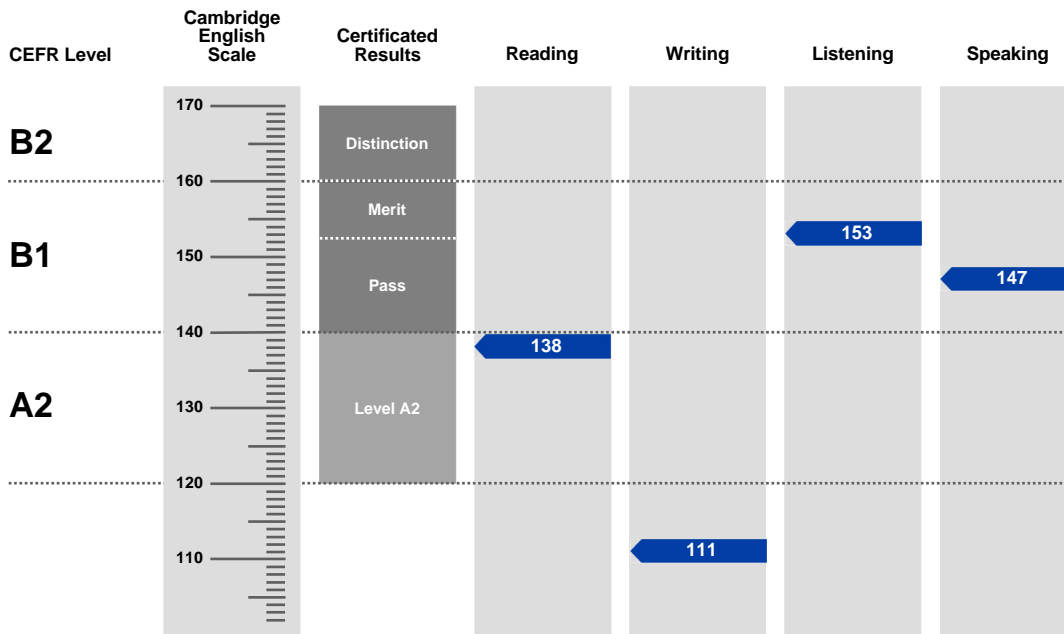 CEFR Level
Cambridge
English
Scale
Certificated
Results
Reading
Writing
Listening
Speaking
170
B2
Distinction
160
Merit
153
B1
150
147
Pass
140
138
A2
130
Level A2
120
111
110